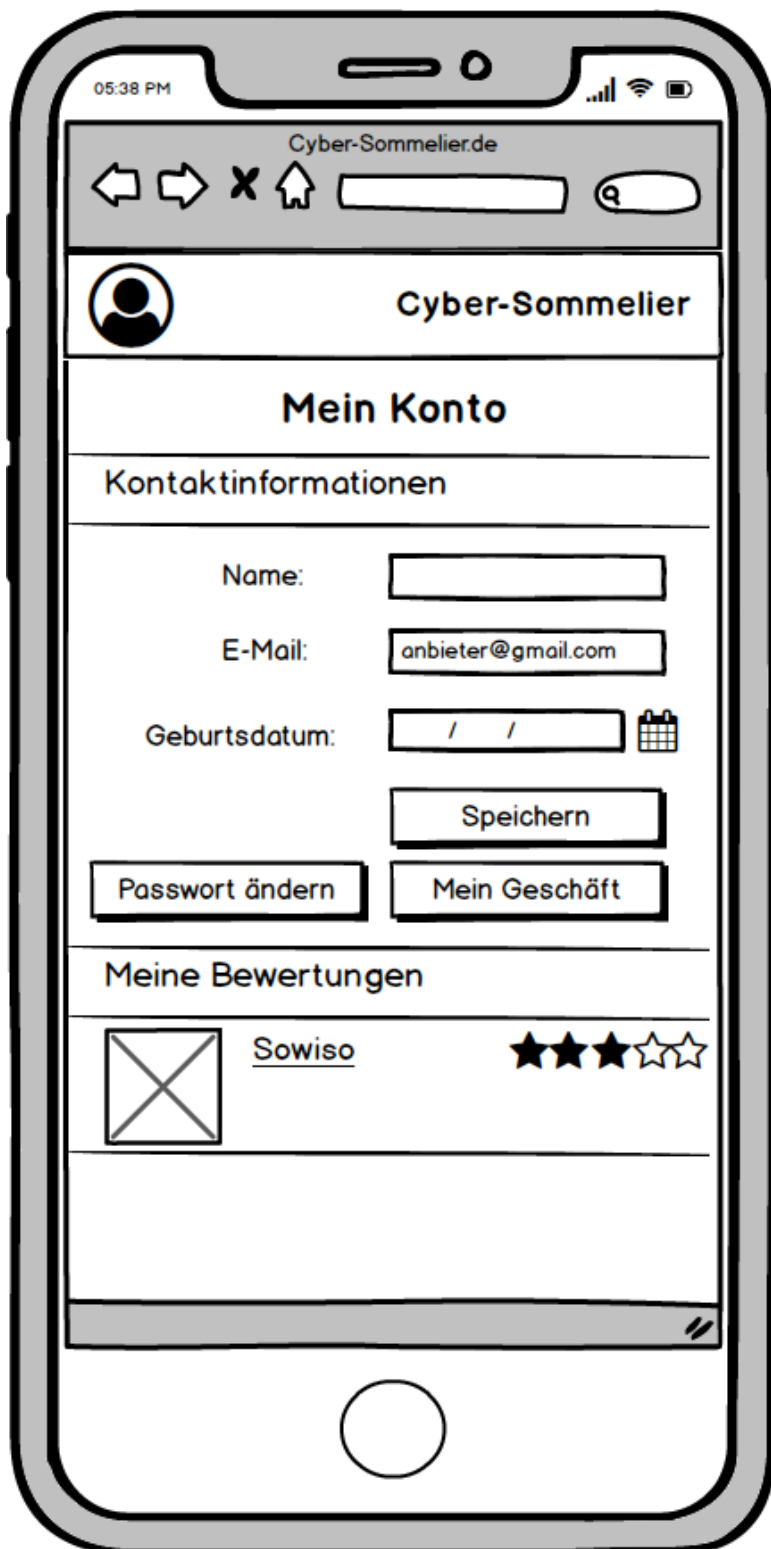 05:38 PM
Cyber-Sommelier.de
Cyber-Sommelier
Mein Konto
Kontaktinformationen
Name:
E-Mail: anbieter@gmail.com
Geburtsdatum: / /
Speichern
Passwort ändern Mein Geschäft
Meine Bewertungen
Sowiso